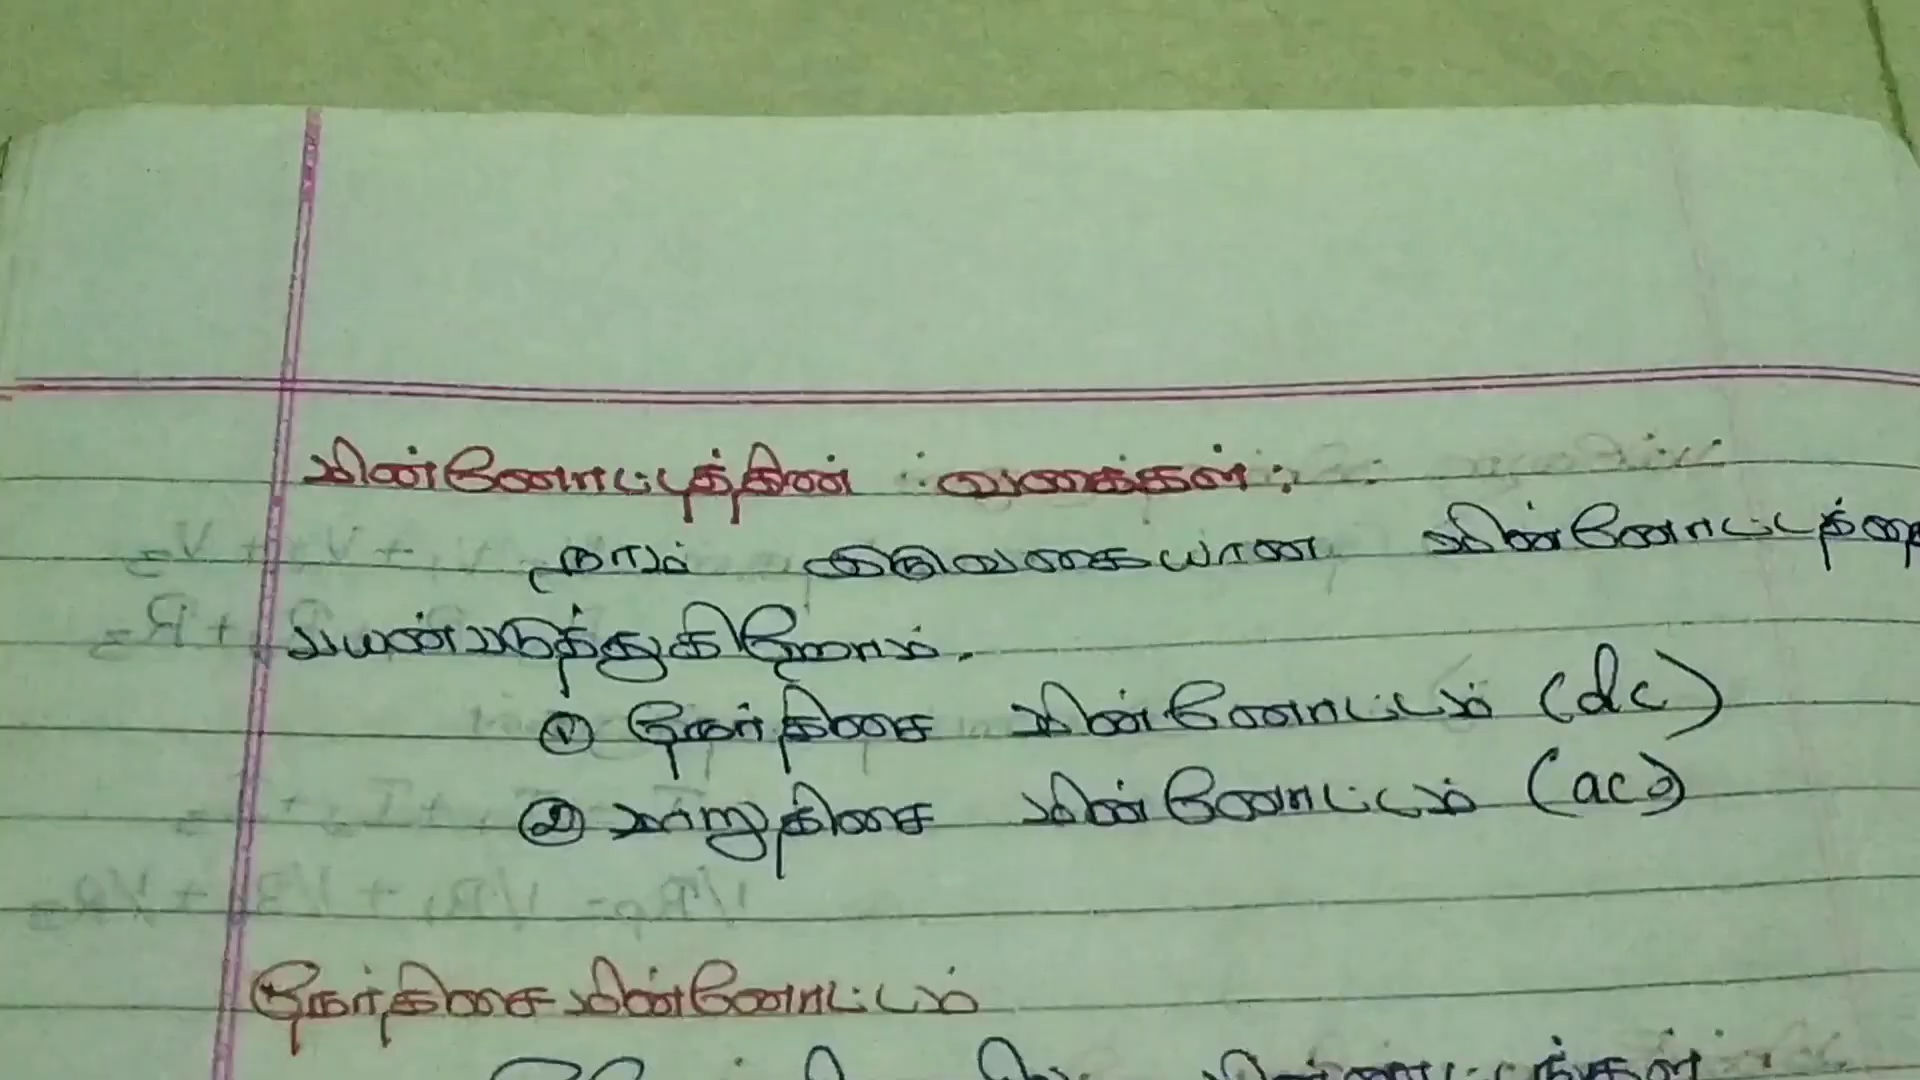 மின்னோட்டத்தின் வகைகள்:
நாம் இருவகையான மின்னோட்டத்தை
பயன்படுத்துகிறோம்.
① நேர்திசை மின்னோட்டம் (dc)
② மாறுதிசை மின்னோட்டம் (ac)
நேர்திசை மின்னோட்டம்